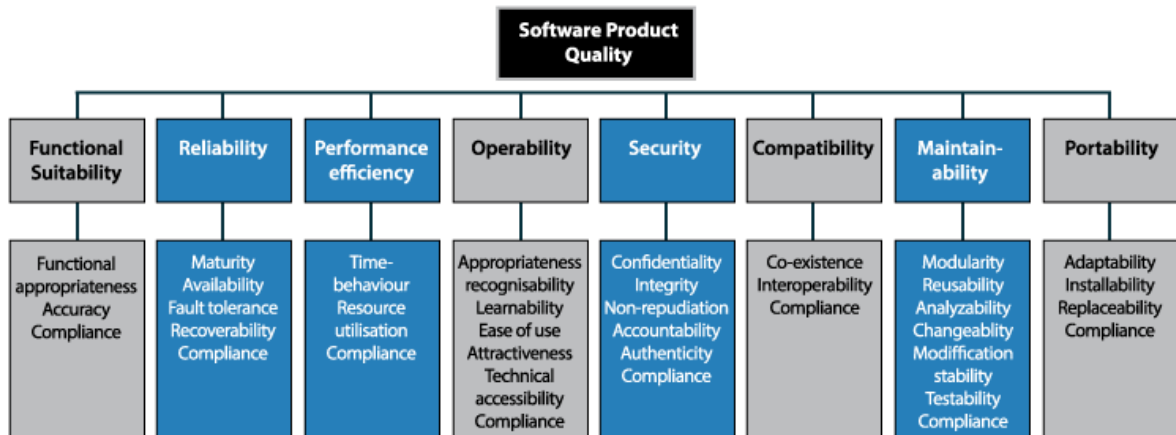 Software Product
Quality
Functional
Suitability
Reliability
Performance
efficiency
Operability
Security
Compatibility
Maintain-
ability
Portability
Functional
appropriateness
Accuracy
Compliance
Maturity
Availability
Fault tolerance
Recoverability
Compliance
Time-
behaviour
Resource
utilisation
Compliance
Appropriateness
recognisability
Learnability
Ease of use
Attractiveness
Technical
accessibility
Compliance
Confidentiality
Integrity
Non-repudiation
Accountability
Authenticity
Compliance
Co-existence
Interoperability
Compliance
Modularity
Reusability
Analyzability
Changeablity
Modiffication
stability
Testability
Compliance
Adaptability
Installability
Replaceability
Compliance